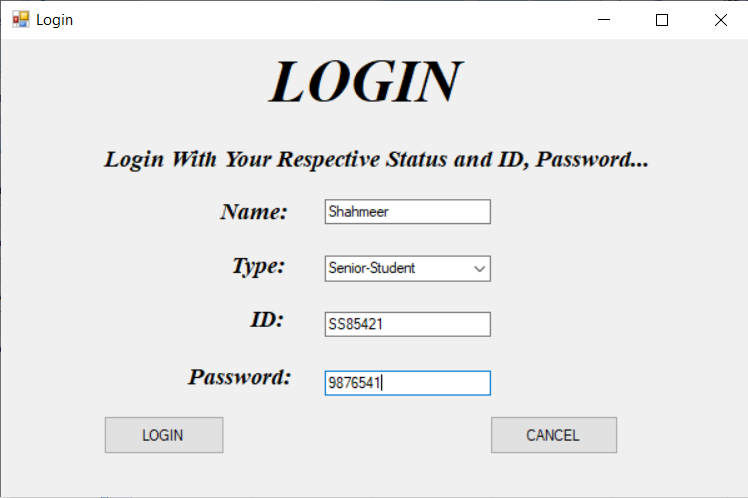 Login
LOGIN
Login With Your Respective Status and ID, Password...
Name: Shahmeer
Type: Senior-Student
ID: SS85421
Password: 9876541
LOGIN CANCEL